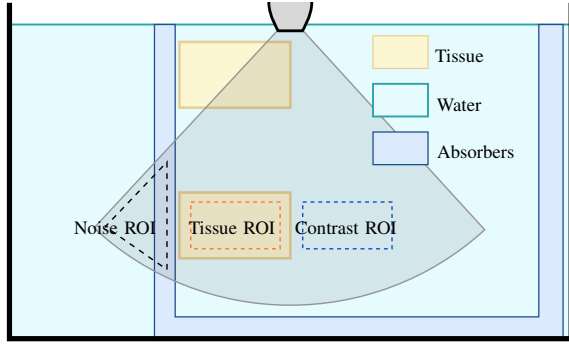 Tissue
Water
Absorbers
Noise ROI
Tissue ROI
Contrast ROI